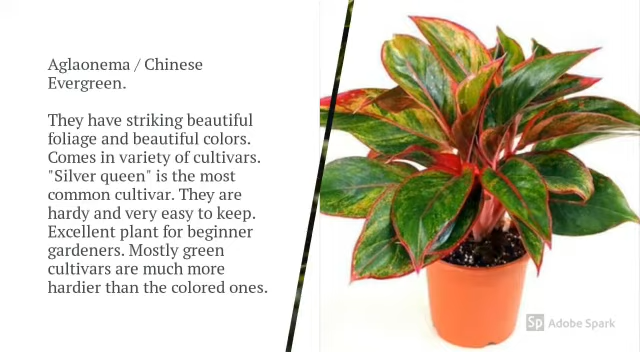 Aglaonema / Chinese
Evergreen.
They have striking beautiful
foliage and beautiful colors.
Comes in variety of cultivars.
"Silver queen" is the most
common cultivar. They are
hardy and very easy to keep.
Excellent plant for beginner
gardeners. Mostly green
cultivars are much more
hardier than the colored ones.
Sp Adobe Spark